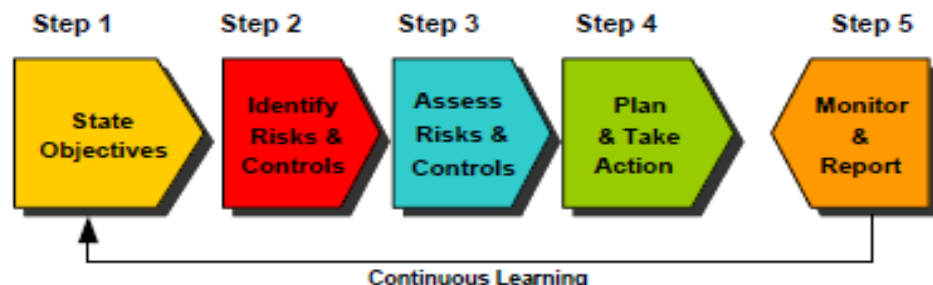 Step 1
Step 2
Step 3
Step 4
Step 5
State
Objectives
Identify
Risks &
Controls
Assess
Risks &
Controls
Plan
& Take
Action
Monitor
&
Report
Continuous Learning